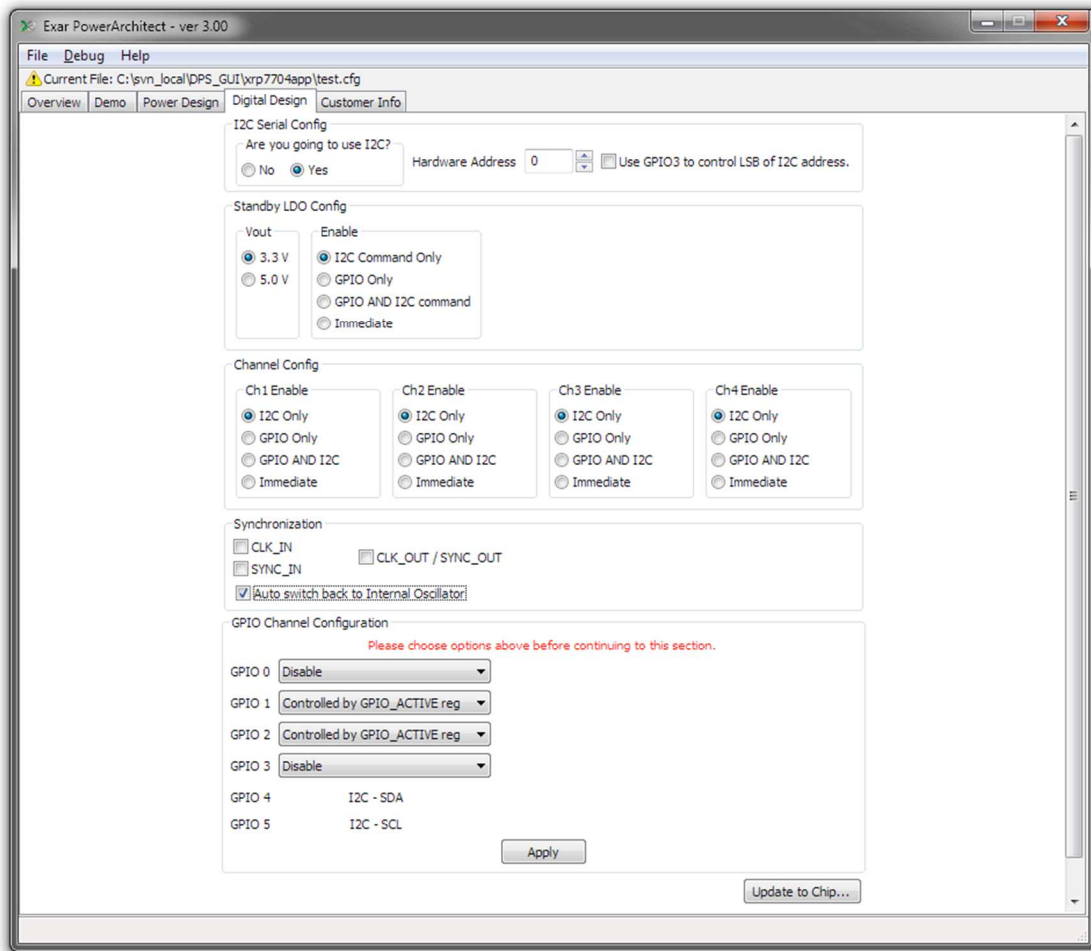 Exar PowerArchitect - ver 3.00
File Debug Help
Current File: C:\svn_local\DPS_GUI\xrp7704app\test.cfg
Overview Demo Power Design Digital Design Customer Info
I2C Serial Config
Are you going to use I2C?
No Yes
Hardware Address 0 Use GPIO3 to control LSB of I2C address.
Standby LDO Config
Vout
3.3 V
5.0 V
Enable
I2C Command Only
GPIO Only
GPIO AND I2C command
Immediate
Channel Config
Ch1 Enable
I2C Only
GPIO Only
GPIO AND I2C
Immediate
Ch2 Enable
I2C Only
GPIO Only
GPIO AND I2C
Immediate
Ch3 Enable
I2C Only
GPIO Only
GPIO AND I2C
Immediate
Ch4 Enable
I2C Only
GPIO Only
GPIO AND I2C
Immediate
Synchronization
CLK_IN
SYNC_IN
CLK_OUT / SYNC_OUT
Auto switch back to Internal Oscillator
GPIO Channel Configuration
Please choose options above before continuing to this section.
GPIO 0 Disable
GPIO 1 Controlled by GPIO_ACTIVE reg
GPIO 2 Controlled by GPIO_ACTIVE reg
GPIO 3 Disable
GPIO 4 I2C - SDA
GPIO 5 I2C - SCL
Apply
Update to Chip...